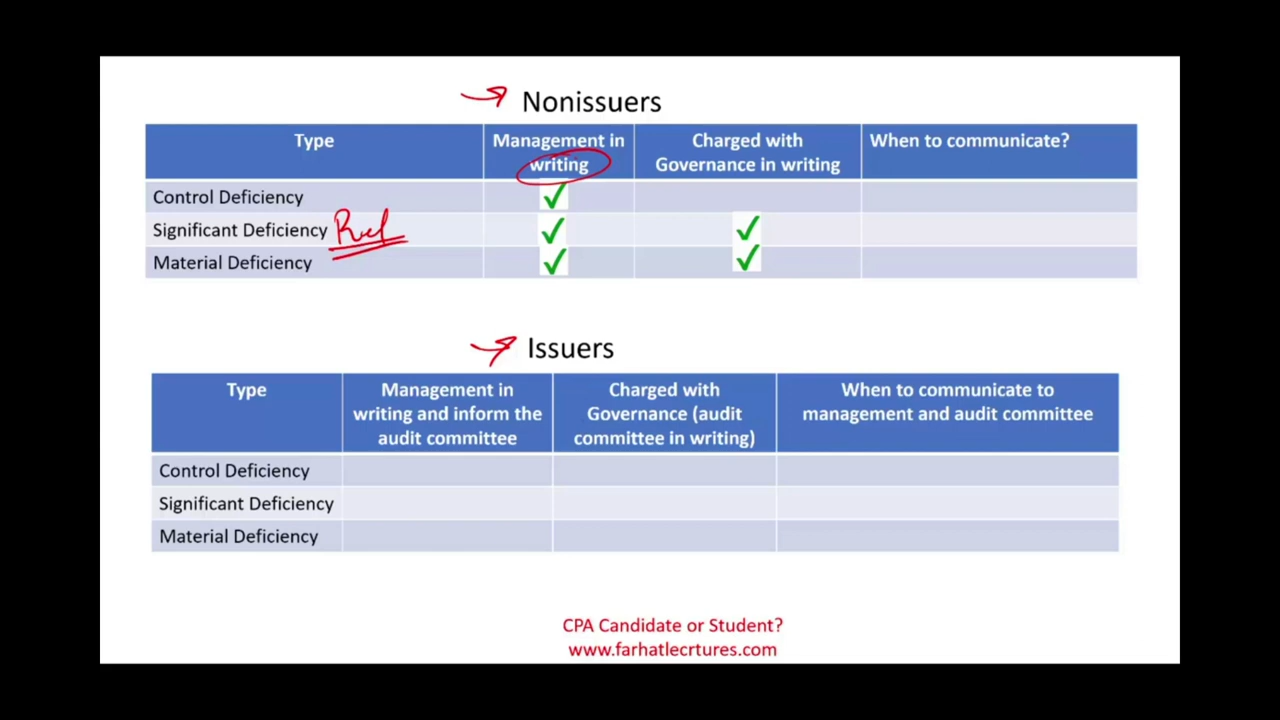 Nonissuers
Type
Management in
writing
Charged with
Governance in writing
When to communicate?
Control Deficiency
Significant Deficiency
Material Deficiency
Issuers
Type
Management in
writing and inform the
audit committee
Charged with
Governance (audit
committee in writing)
When to communicate to
management and audit committee
Control Deficiency
Significant Deficiency
Material Deficiency
CPA Candidate or Student?
www.farhatlecrtures.com